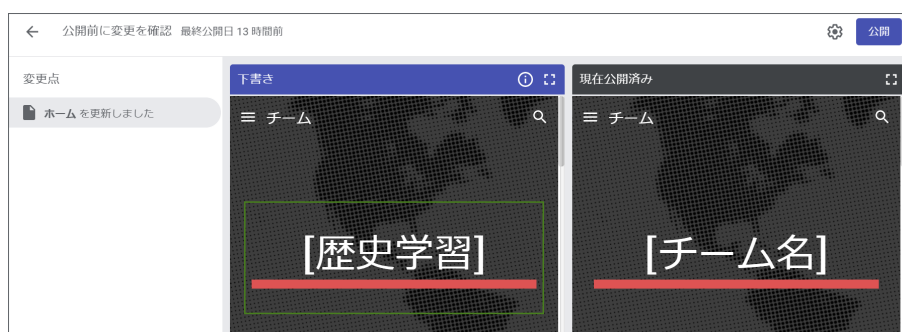 公開前に変更を確認 最終公開日 13 時間前
公開
変更点
ホーム を更新しました
下書き
チーム
[歴史学習]
現在公開済み
チーム
[チーム名]